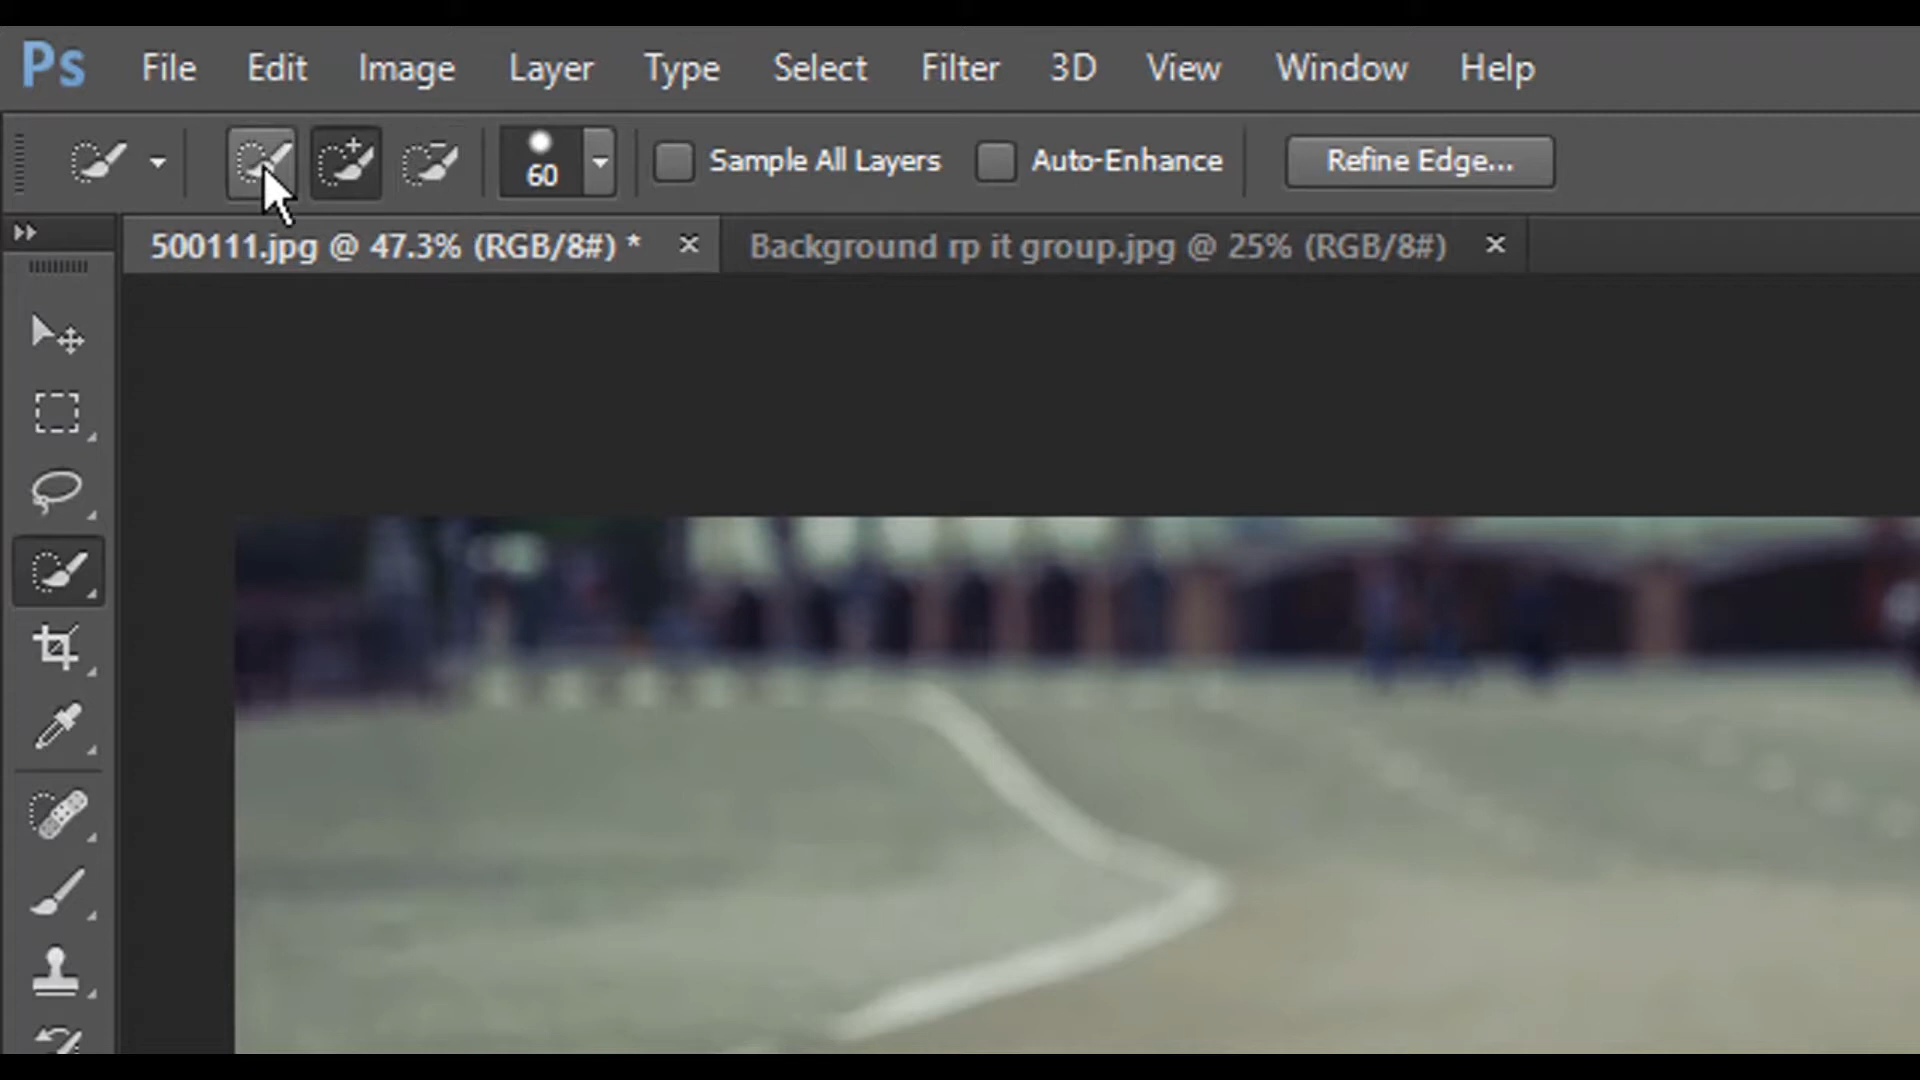 Ps File Edit Image Layer Type Select Filter 3D View Window Help
60 Sample All Layers Auto-Enhance Refine Edge...
500111.jpg @ 47.3% (RGB/8#) * × Background rp it group.jpg @ 25% (RGB/8#) ×